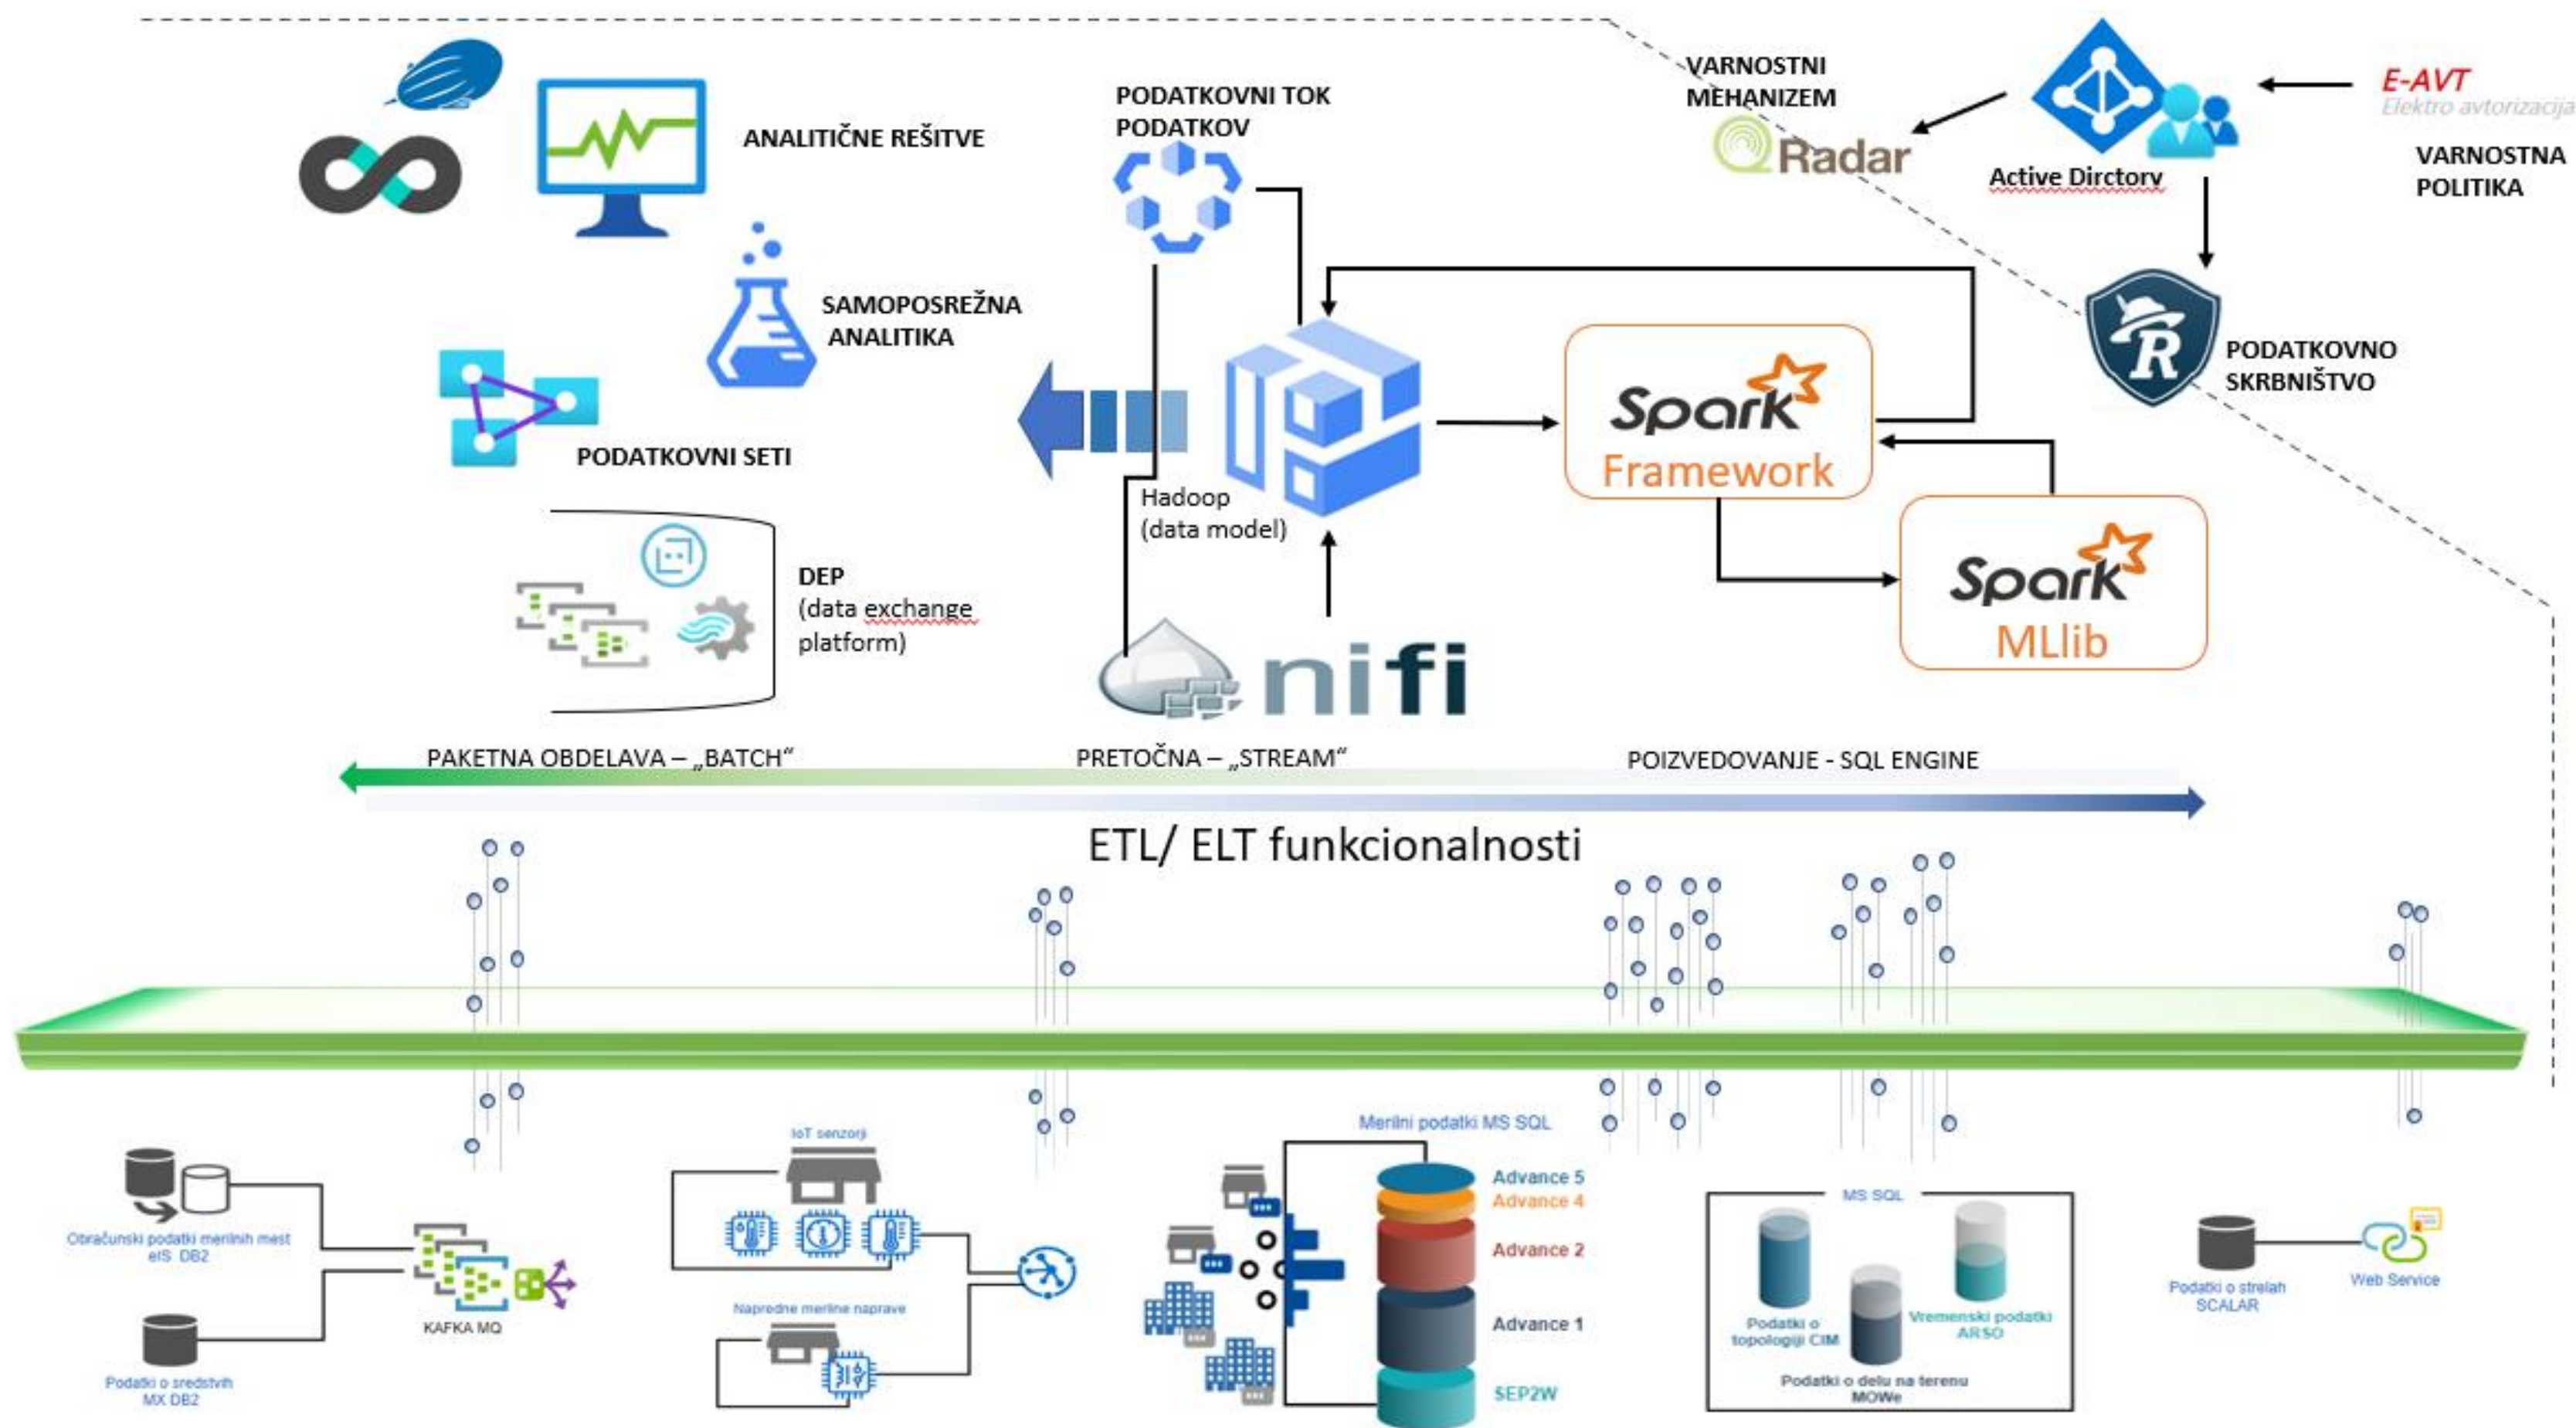 VARNOSTNI
MEHANIZEM
QRadar
Active Dirctory
E-AVT
Elektro avtorizacija
VARNOSTNA
POLITIKA
ANALITIČNE REŠITVE
PODATKOVNI TOK
PODATKOV
SAMOPOSREŽNA
ANALITIKA
PODATKOVNI SETI
R
PODATKOVNO
SKRBNIŠTVO
Spark
Framework
Hadoop
(data model)
Spark
MLlib
DEP
(data exchange
platform)
nifi
PAKETNA OBDELAVA – „BATCH“
PRETOČNA – „STREAM“
POIZVEDOVANJE - SQL ENGINE
ETL/ ELT funkcionalnosti
Obračunski podatki merilnih mest
eIS DB2
Podatki o sredstvih
MX DB2
KAFKA MQ
IoT senzorji
Napredne merilne naprave
Merilni podatki MS SQL
Advance 5
Advance 4
Advance 2
Advance 1
SEP2W
MS SQL
Podatki o
topologiji CIM
Vremenski podatki
ARSO
Podatki o delu na terenu
MOWe
Podatki o strelah
SCALAR
Web Service